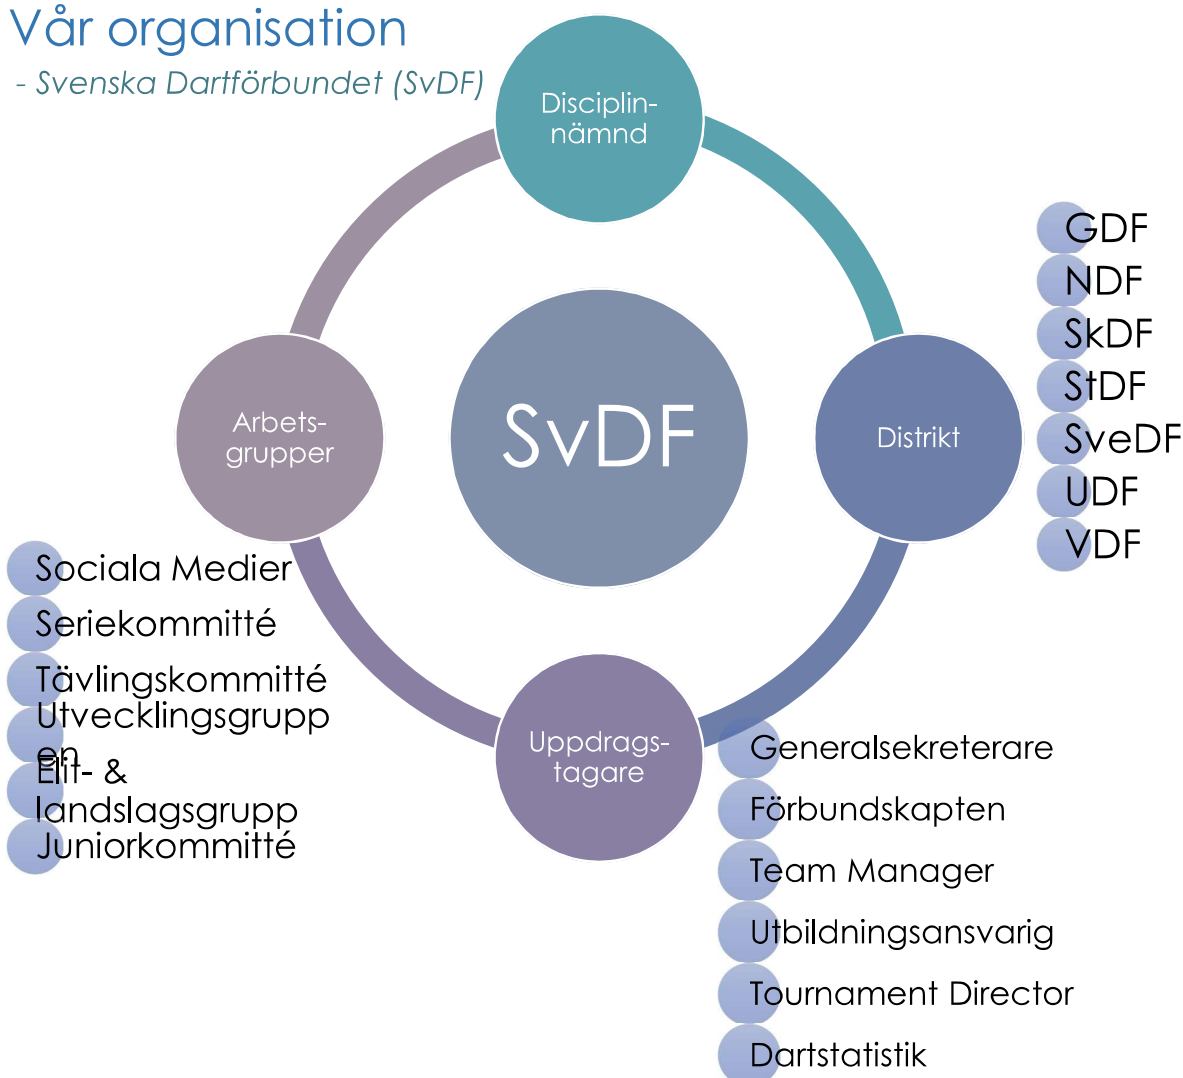 Vår organisation
- Svenska Dartförbundet (SvDF)
Disciplin-
nämnd
GDF
NDF
SkDF
StDF
SveDF
UDF
VDF
Arbets-
grupper
SvDF
Distrikt
Sociala Medier
Seriekommitté
Tävlingskommitté
Utvecklingsgrupp
en
Elit- &
landslagsgrupp
Juniorkommitté
Uppdrags-
tagare
Generalsekreterare
Förbundskapten
Team Manager
Utbildningsansvarig
Tournament Director
Dartstatistik